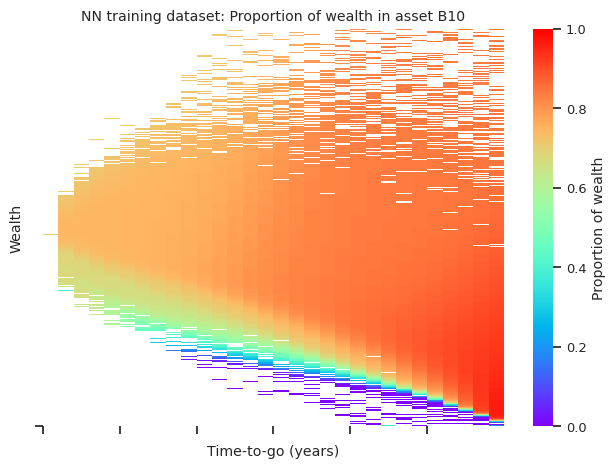 NN training dataset: Proportion of wealth in asset B10
Wealth
Time-to-go (years)
1.0
0.8
0.6
0.4
0.2
0.0
Proportion of wealth